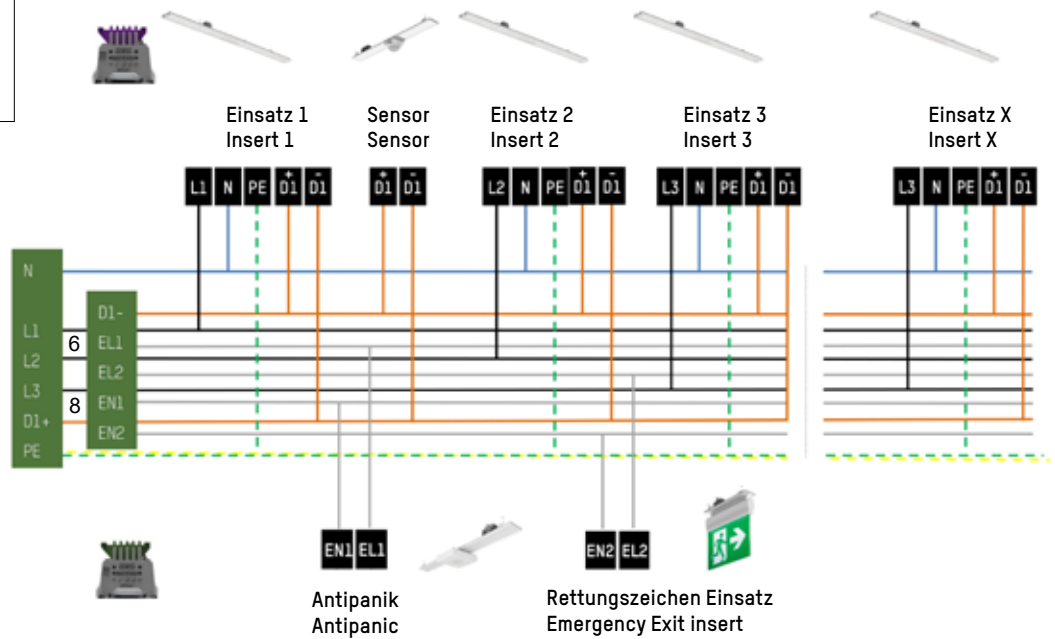 Einsatz 1
Insert 1
Sensor
Sensor
Einsatz 2
Insert 2
Einsatz 3
Insert 3
Einsatz X
Insert X
L1 N PE D1+ D1-
D1+ D1-
L2 N PE D1+ D1-
L3 N PE D1+ D1-
L3 N PE D1+ D1-
N
L1
L2
L3
D1+
PE
6
8
D1-
EL1
EL2
EN1
EN2
EN1 EL1
EN2 EL2
Antipanik
Antipanic
Rettungszeichen Einsatz
Emergency Exit insert